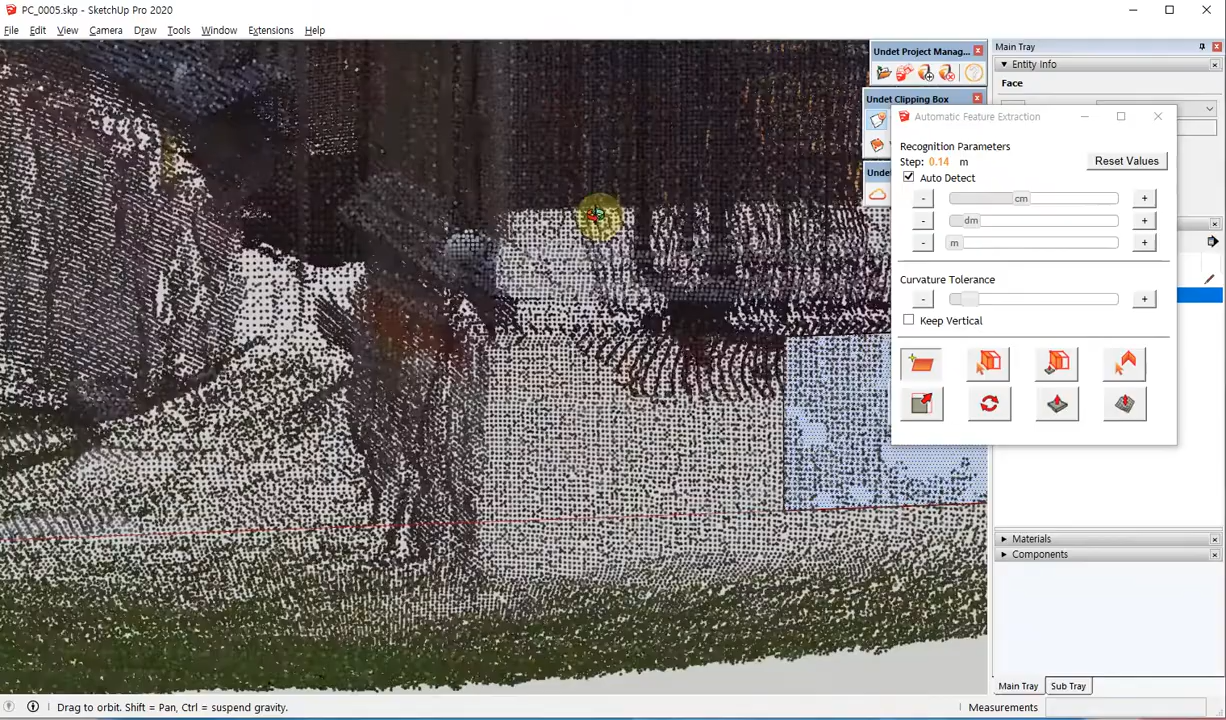 PC_0005.skp - SketchUp Pro 2020
File Edit View Camera Draw Tools Window Extensions Help
Undet Project Manag...
Main Tray
Entity Info
Face
Undet Clipping Box
Automatic Feature Extraction
Recognition Parameters
Step: 0.14 m
Reset Values
Auto Detect
- cm +
- dm +
- m +
Undet
Curvature Tolerance
- +
Keep Vertical
Materials
Components
Main Tray Sub Tray
Drag to orbit. Shift = Pan, Ctrl = suspend gravity.
Measurements